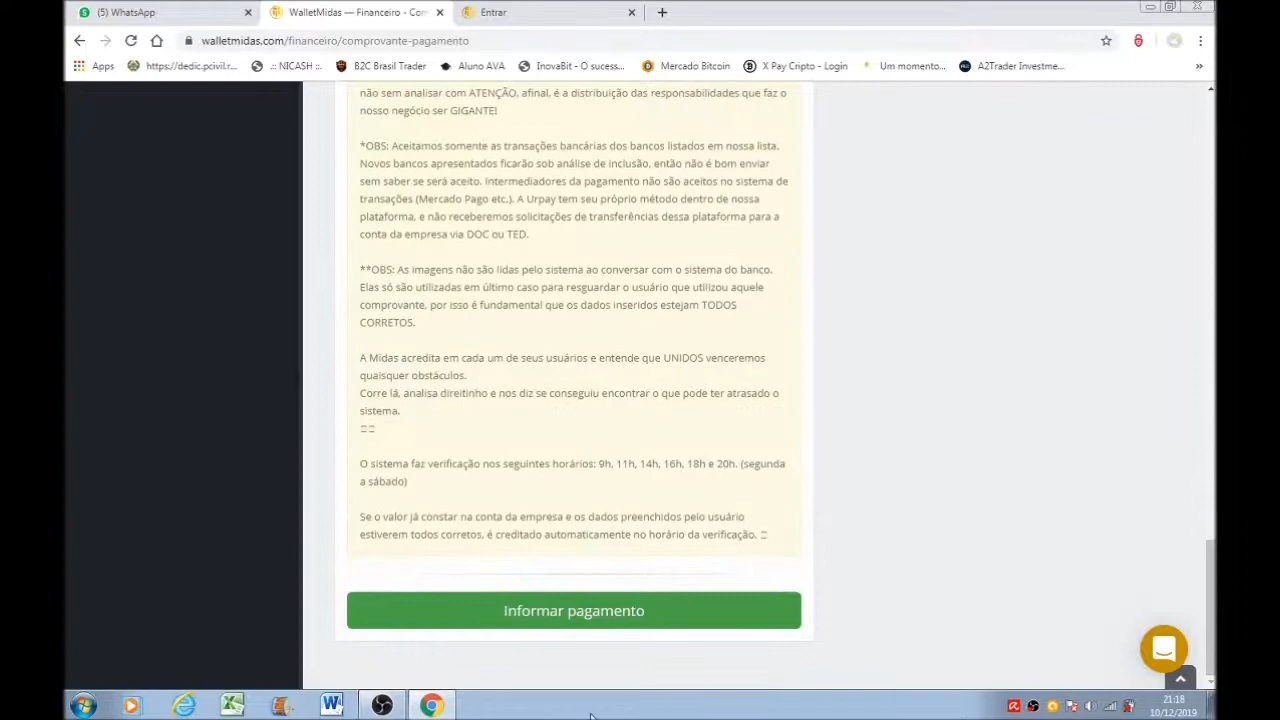 (5) WhatsApp
WalletMidas — Financeiro - Com
Entrar
walletmidas.com/financeiro/comprovante-pagamento
Apps
https://dedic.pcivil.r...
.:: NICASH ::.
B2C Brasil Trader
Aluno AVA
InovaBit - O sucess...
Mercado Bitcoin
X Pay Cripto - Login
Um momento...
A2Trader Investme...
»
não sem analisar com ATENÇÃO, afinal, é a distribuição das responsabilidades que faz o
nosso negócio ser GIGANTE!
*OBS: Aceitamos somente as transações bancárias dos bancos listados em nossa lista.
Novos bancos apresentados ficarão sob análise de inclusão, então não é bom enviar
sem saber se será aceito. Intermediadores da pagamento não são aceitos no sistema de
transações (Mercado Pago etc.). A Urpay tem seu próprio método dentro de nossa
plataforma, e não receberemos solicitações de transferências dessa plataforma para a
conta da empresa via DOC ou TED.
**OBS: As imagens não são lidas pelo sistema ao conversar com o sistema do banco.
Elas só são utilizadas em último caso para resguardar o usuário que utilizou aquele
comprovante, por isso é fundamental que os dados inseridos estejam TODOS
CORRETOS.
A Midas acredita em cada um de seus usuários e entende que UNIDOS venceremos
quaisquer obstáculos.
Corre lá, analisa direitinho e nos diz se conseguiu encontrar o que pode ter atrasado o
sistema.
O sistema faz verificação nos seguintes horários: 9h, 11h, 14h, 16h, 18h e 20h. (segunda
a sábado)
Se o valor já constar na conta da empresa e os dados preenchidos pelo usuário
estiverem todos corretos, é creditado automaticamente no horário da verificação.
Informar pagamento
21:18
10/12/2019